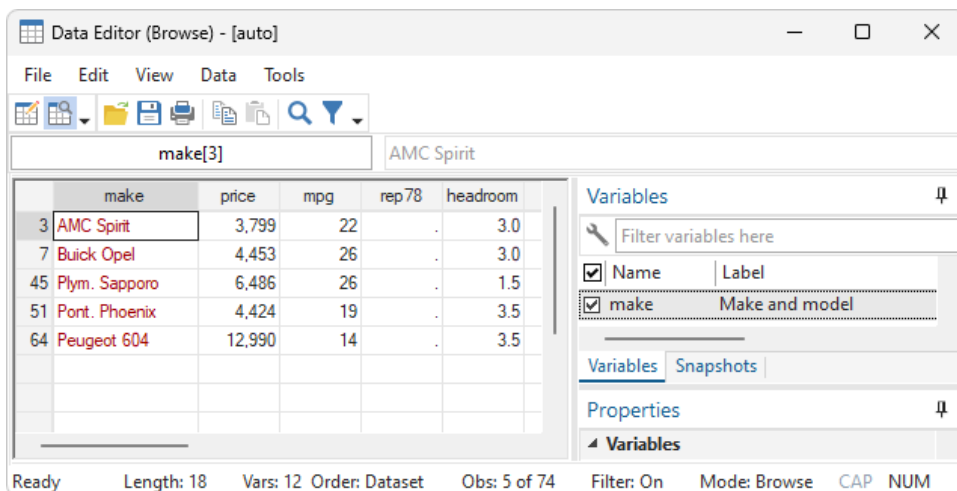 Data Editor (Browse) - [auto]
File Edit View Data Tools
make[3] AMC Spirit
make price mpg rep78 headroom
3 AMC Spirit 3,799 22 . 3.0
7 Buick Opel 4,453 26 . 3.0
45 Plym. Sapporo 6,486 26 . 1.5
51 Pont. Phoenix 4,424 19 . 3.5
64 Peugeot 604 12,990 14 . 3.5
Variables
Filter variables here
Name Label
make Make and model
Variables Snapshots
Properties
Variables
Ready Length: 18 Vars: 12 Order: Dataset Obs: 5 of 74 Filter: On Mode: Browse CAP NUM